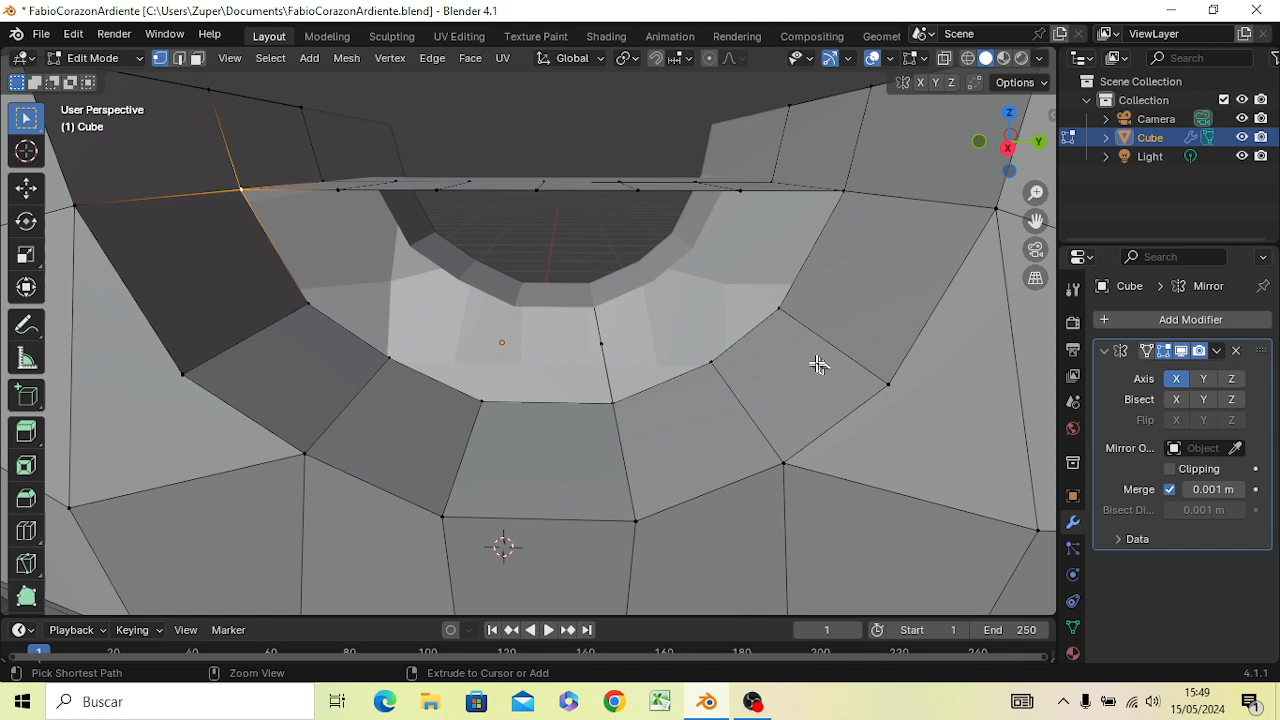 * FabioCorazonArdiente [C:\Users\Zuper\Documents\FabioCorazonArdiente.blend] - Blender 4.1
File Edit Render Window Help Layout Modeling Sculpting UV Editing Texture Paint Shading Animation Rendering Compositing Geomet Scene ViewLayer
Edit Mode View Select Add Mesh Vertex Edge Face UV Global Search
X Y Z Options
User Perspective
(1) Cube
Z
Y
X
Scene Collection
Collection
Camera
Cube
Light
Search
Cube > Mirror
+ Add Modifier
Axis X Y Z
Bisect X Y Z
Flip X Y Z
Mirror O... Object
Clipping
Merge 0.001 m
Bisect Di... 0.001 m
Data
Playback Keying View Marker 1 Start 1 End 250
1 20 40 60 80 100 120 140 160 180 200 220 240
Pick Shortest Path Zoom View Extrude to Cursor or Add 4.1.1
Buscar
15:49
15/05/2024
1